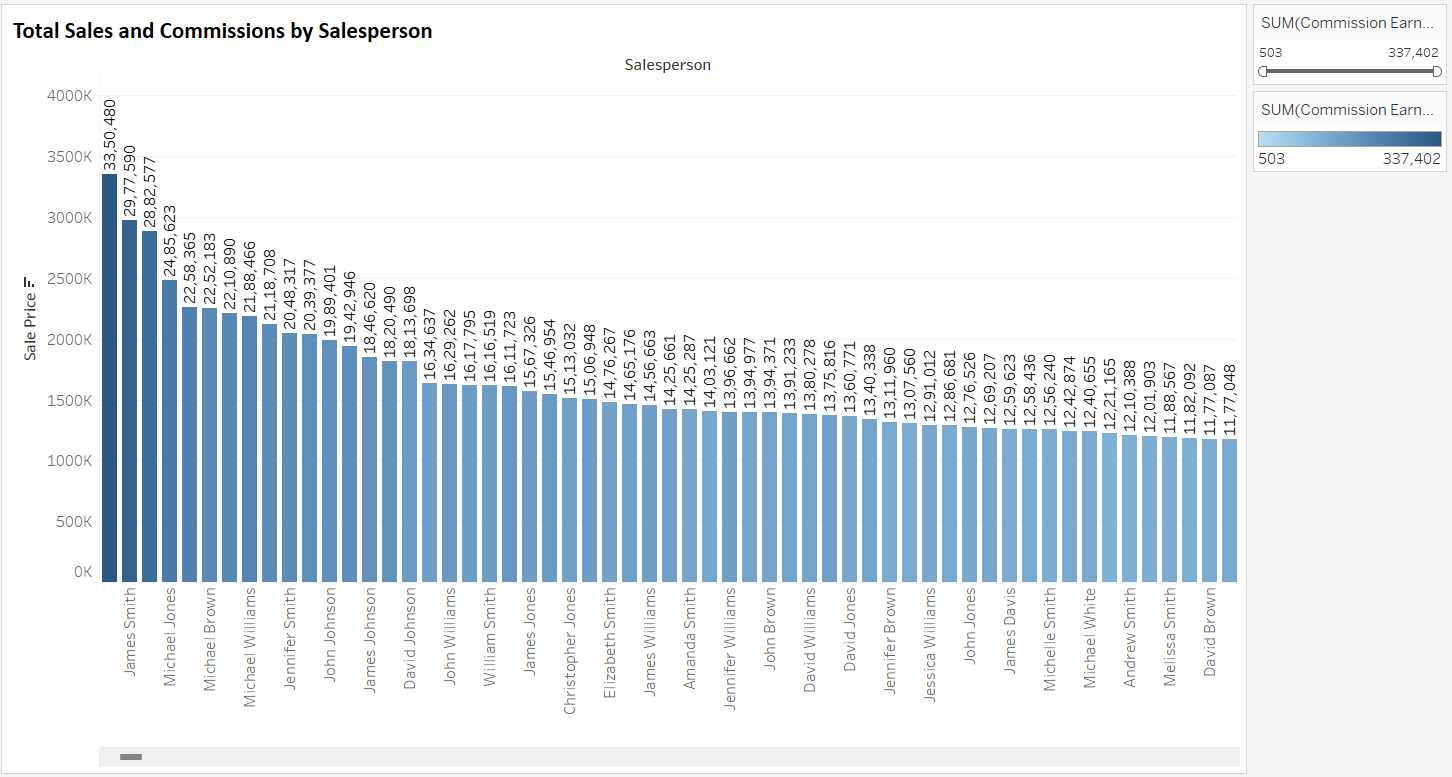 Total Sales and Commissions by Salesperson
Salesperson
Sale Price
4000K
3500K
3000K
2500K
2000K
1500K
1000K
500K
0K
33,50,480
29,77,590
28,82,577
24,85,623
22,58,365
22,52,183
22,10,890
21,88,466
21,18,708
20,48,317
20,39,377
19,89,401
19,42,946
18,46,620
18,20,490
18,13,698
16,34,637
16,29,262
16,17,795
16,16,519
16,11,723
15,67,326
15,46,954
15,13,032
15,06,948
14,76,267
14,65,176
14,56,663
14,25,661
14,25,287
14,03,121
13,96,662
13,94,977
13,94,371
13,91,233
13,80,278
13,75,816
13,60,771
13,40,338
13,11,960
13,07,560
12,91,012
12,86,681
12,76,526
12,69,207
12,59,623
12,58,436
12,56,240
12,42,874
12,40,655
12,21,165
12,10,388
12,01,903
11,88,567
11,82,092
11,77,087
11,77,048
James Smith
Michael Jones
Michael Brown
Michael Williams
Jennifer Smith
John Johnson
James Johnson
David Johnson
John Williams
William Smith
James Jones
Christopher Jones
Elizabeth Smith
James Williams
Amanda Smith
Jennifer Williams
John Brown
David Williams
David Jones
Jennifer Brown
Jessica Williams
John Jones
James Davis
Michelle Smith
Michael White
Andrew Smith
Melissa Smith
David Brown
SUM(Commission Earn...
503 337,402
SUM(Commission Earn...
503 337,402